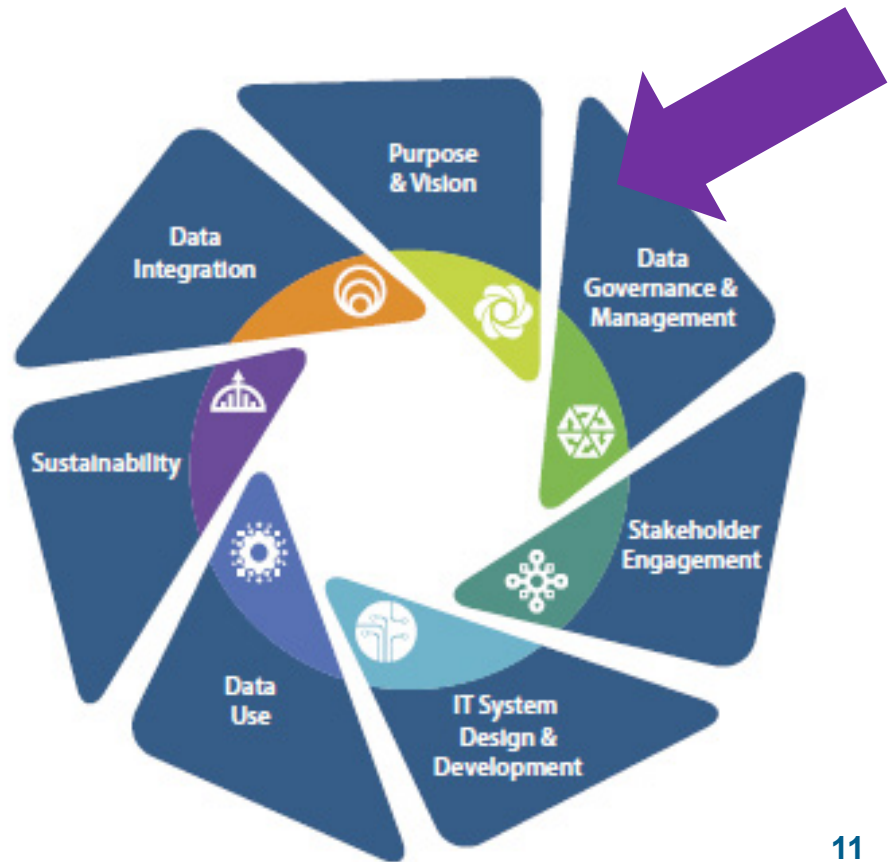 Purpose
& Vision
Data
Governance &
Management
Stakeholder
Engagement
IT System
Design &
Development
Data
Use
Sustainability
Data
Integration
11